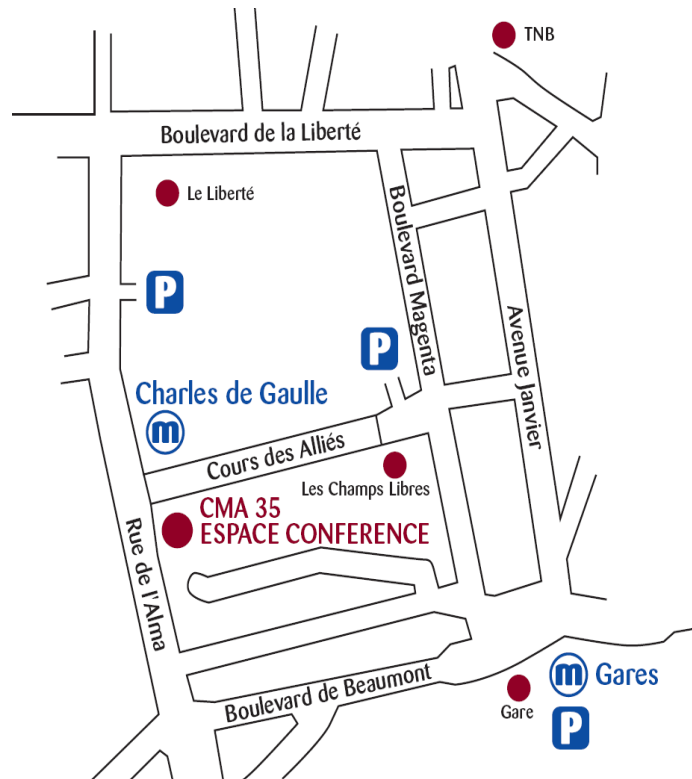 TNB
Boulevard de la Liberté
Le Liberté
Boulevard Magenta
P
P
Avenue Janvier
Charles de Gaulle
m
Cours des Alliés
Les Champs Libres
CMA 35
ESPACE CONFERENCE
Rue de l'Alma
Boulevard de Beaumont
m Gares
Gare
P